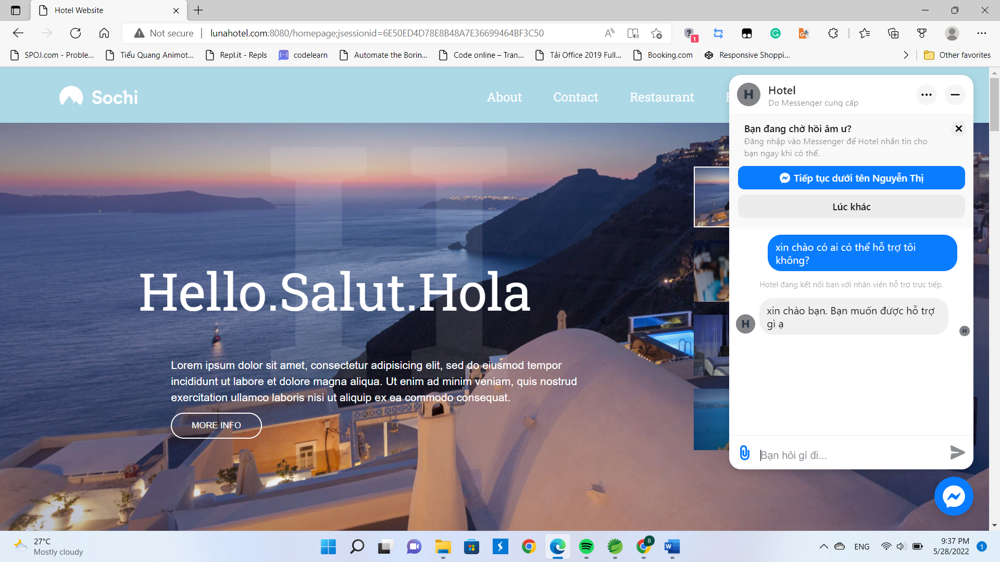 Hotel Website
Not secure
lunahotel.com:8080/homepage;jsessionid=6E50ED4D78E8B48A7E36699464BF3C50
1
SPOJ.com - Proble...
Tiểu Quang Animot...
Repl.it - Repls
codelearn
Automate the Borin...
Code online – Tran...
Tải Office 2019 Full...
Booking.com
Responsive Shoppi...
Other favorites
Sochi
About
Contact
Restaurant
H
Hotel
Do Messenger cung cấp
Bạn đang chờ hồi âm ư?
Đăng nhập vào Messenger để Hotel nhắn tin cho
bạn ngay khi có thể.
Tiếp tục dưới tên Nguyễn Thị
Lúc khác
xin chào có ai có thể hỗ trợ tôi
không?
Hotel đang kết nối bạn với nhân viên hỗ trợ trực tiếp.
xin chào bạn. Bạn muốn được hỗ trợ
gì ạ
H
H
Bạn hỏi gì đi...
H
Hello.Salut.Hola
Lorem ipsum dolor sit amet, consectetur adipisicing elit, sed do eiusmod tempor
incididunt ut labore et dolore magna aliqua. Ut enim ad minim veniam, quis nostrud
exercitation ullamco laboris nisi ut aliquip ex ea commodo consequat.
MORE INFO
27°C
Mostly cloudy
B
W
ENG
9:37 PM
5/28/2022
1